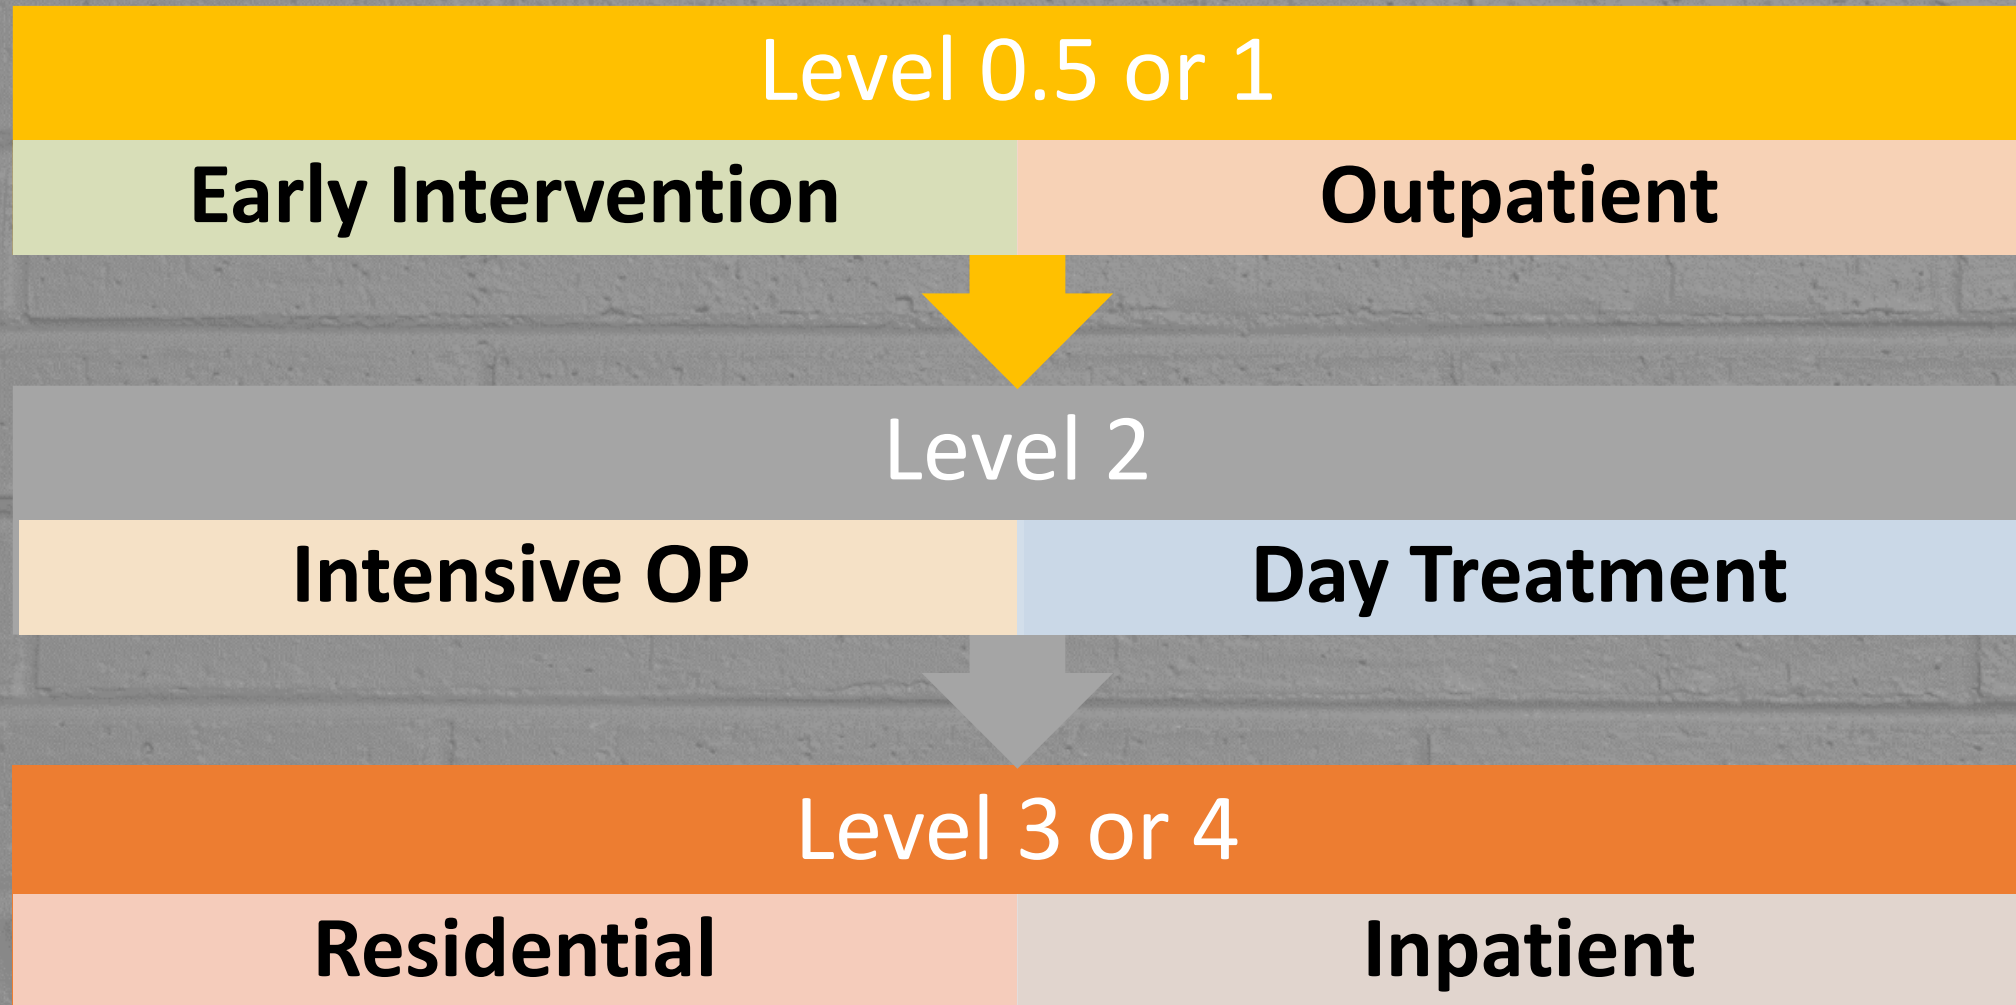 Level 0.5 or 1
Early Intervention
Outpatient
Level 2
Intensive OP
Day Treatment
Level 3 or 4
Residential
Inpatient